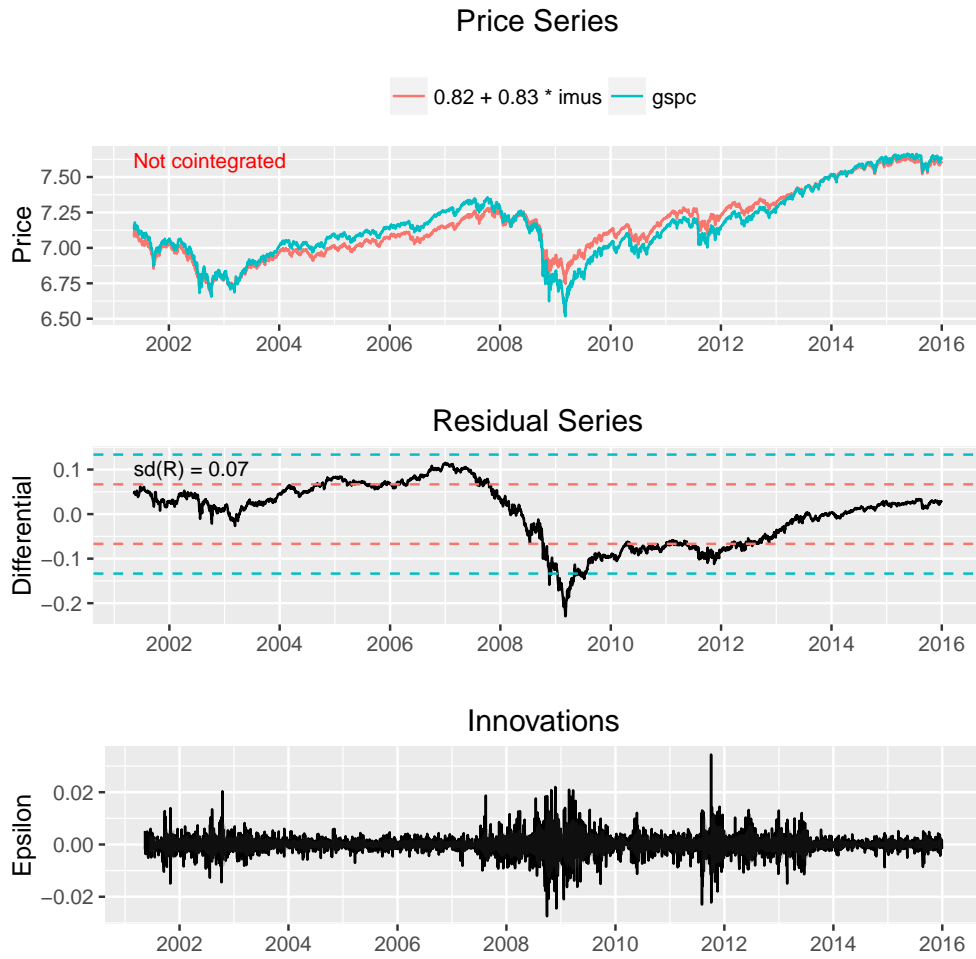 Price Series
0.82 + 0.83 * imus gspc
Not cointegrated
Price
7.50
7.25
7.00
6.75
6.50
2002 2004 2006 2008 2010 2012 2014 2016
Residual Series
sd(R) = 0.07
Differential
0.1
0.0
−0.1
−0.2
2002 2004 2006 2008 2010 2012 2014 2016
Innovations
Epsilon
0.02
0.00
−0.02
2002 2004 2006 2008 2010 2012 2014 2016